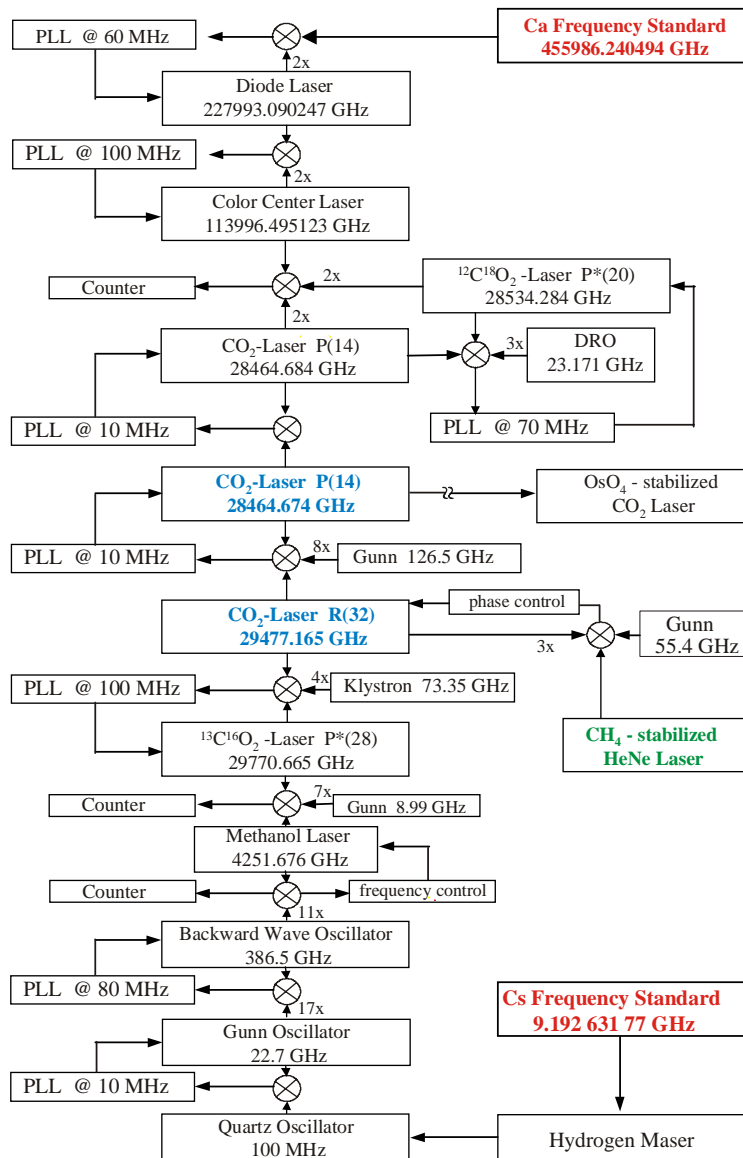 PLL @ 60 MHz
Ca Frequency Standard
455986.240494 GHz
2x
Diode Laser
227993.090247 GHz
PLL @ 100 MHz
2x
Color Center Laser
113996.495123 GHz
Counter
2x
¹²C¹⁸O₂ -Laser P*(20)
28534.284 GHz
2x
CO₂-Laser P(14)
28464.684 GHz
3x
DRO
23.171 GHz
PLL @ 10 MHz
PLL @ 70 MHz
CO₂-Laser P(14)
28464.674 GHz
OsO₄ - stabilized
CO₂ Laser
PLL @ 10 MHz
8x
Gunn 126.5 GHz
CO₂-Laser R(32)
29477.165 GHz
phase control
3x
Gunn
55.4 GHz
PLL @ 100 MHz
4x
Klystron 73.35 GHz
¹³C¹⁶O₂ -Laser P*(28)
29770.665 GHz
CH₄ - stabilized
HeNe Laser
Counter
7x
Gunn 8.99 GHz
Methanol Laser
4251.676 GHz
Counter
frequency control
11x
Backward Wave Oscillator
386.5 GHz
PLL @ 80 MHz
17x
Cs Frequency Standard
9.192 631 77 GHz
Gunn Oscillator
22.7 GHz
PLL @ 10 MHz
Quartz Oscillator
100 MHz
Hydrogen Maser